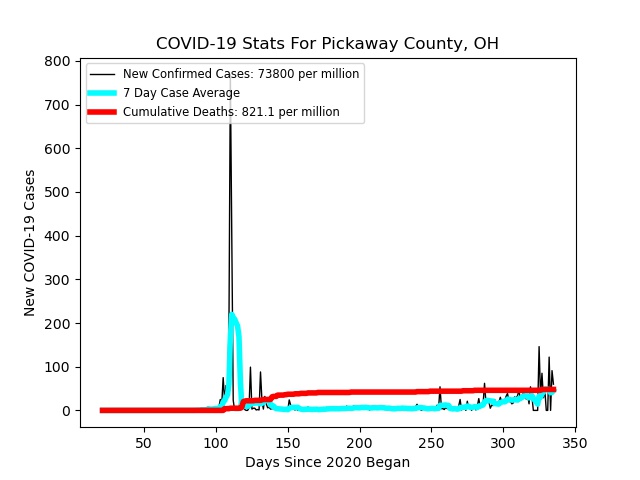 COVID-19 Stats For Pickaway County, OH
New Confirmed Cases: 73800 per million
7 Day Case Average
Cumulative Deaths: 821.1 per million
New COVID-19 Cases
800
700
600
500
400
300
200
100
0
50
100
150
200
250
300
350
Days Since 2020 Began